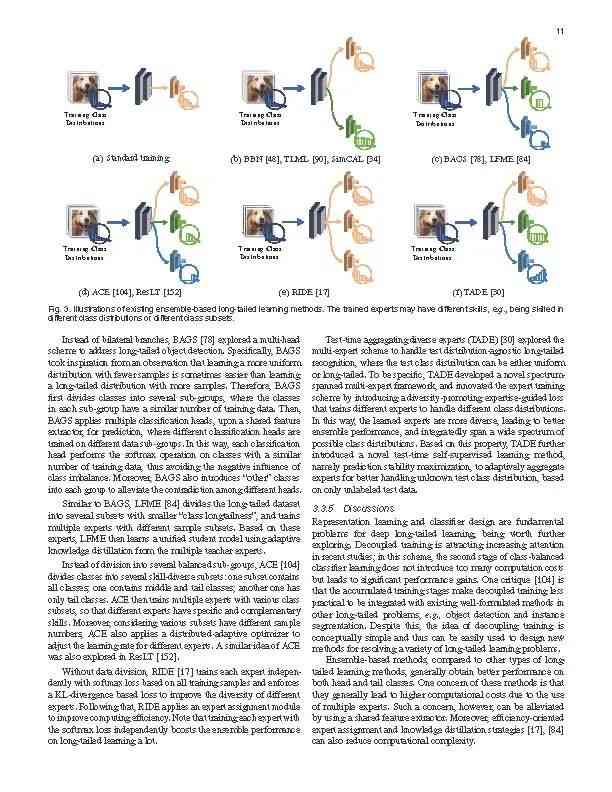 11
Training Class
Distributions
Training Class
Distributions
Training Class
Distributions
(a) Standard training
(b) BBN [48], TLML [90], SimCAL [34]
(c) BAGS [78], LFME [84]
Training Class
Distributions
Training Class
Distributions
Training Class
Distributions
(d) ACE [104], ResLT [152]
(e) RIDE [17]
(f) TADE [30]
Fig. 3. Illustrations of existing ensemble-based long-tailed learning methods. The trained experts may have different skills, e.g., being skilled in
different class distributions or different class subsets.
Instead of bilateral branches, BAGS [78] explored a multi-head
scheme to address long-tailed object detection. Specifically, BAGS
took inspiration from an observation that learning a more uniform
distribution with fewer samples is sometimes easier than learning
a long-tailed distribution with more samples. Therefore, BAGS
first divides classes into several sub-groups, where the classes
in each sub-group have a similar number of training data. Then,
BAGS applies multiple classification heads, upon a shared feature
extractor, for prediction, where different classification heads are
trained on different data sub-groups. In this way, each classification
head performs the softmax operation on classes with a similar
number of training data, thus avoiding the negative influence of
class imbalance. Moreover, BAGS also introduces "other" classes
into each group to alleviate the contradiction among different heads.
Similar to BAGS, LFME [84] divides the long-tailed dataset
into several subsets with smaller "class longtailness", and trains
multiple experts with different sample subsets. Based on these
experts, LFME then learns a unified student model using adaptive
knowledge distillation from the multiple teacher experts.
Instead of division into several balanced sub-groups, ACE [104]
divides classes into several skill-diverse subsets: one subset contains
all classes; one contains middle and tail classes; another one has
only tail classes. ACE then trains multiple experts with various class
subsets, so that different experts have specific and complementary
skills. Moreover, considering various subsets have different sample
numbers, ACE also applies a distributed-adaptive optimizer to
adjust the learning rate for different experts. A similar idea of ACE
was also explored in ResLT [152].
Without data division, RIDE [17] trains each expert indepen-
dently with softmax loss based on all training samples and enforces
a KL-divergence based loss to improve the diversity of different
experts. Following that, RIDE applies an expert assignment module
to improve computing efficiency. Note that training each expert with
the softmax loss independently boosts the ensemble performance
on long-tailed learning a lot.
Test-time aggregating diverse experts (TADE) [30] explored the
multi-expert scheme to handle test distribution-agnostic long-tailed
recognition, where the test class distribution can be either uniform
or long-tailed. To be specific, TADE developed a novel spectrum-
spanned multi-expert framework, and innovated the expert training
scheme by introducing a diversity-promoting expertise-guided loss
that trains different experts to handle different class distributions.
In this way, the learned experts are more diverse, leading to better
ensemble performance, and integratedly span a wide spectrum of
possible class distributions. Based on this property, TADE further
introduced a novel test-time self-supervised learning method,
namely prediction stability maximization, to adaptively aggregate
experts for better handling unknown test class distribution, based
on only unlabeled test data.
3.3.5 Discussions
Representation learning and classifier design are fundamental
problems for deep long-tailed learning, being worth further
exploring. Decoupled training is attracting increasing attention
in recent studies; in this scheme, the second stage of class-balanced
classifier learning does not introduce too many computation costs
but leads to significant performance gains. One critique [104] is
that the accumulated training stages make decoupled training less
practical to be integrated with existing well-formulated methods in
other long-tailed problems, e.g., object detection and instance
segmentation. Despite this, the idea of decoupling training is
conceptually simple and thus can be easily used to design new
methods for resolving a variety of long-tailed learning problems.
Ensemble-based methods, compared to other types of long-
tailed learning methods, generally obtain better performance on
both head and tail classes. One concern of these methods is that
they generally lead to higher computational costs due to the use
of multiple experts. Such a concern, however, can be alleviated
by using a shared feature extractor. Moreover, efficiency-oriented
expert assignment and knowledge distillation strategies [17], [84]
can also reduce computational complexity.